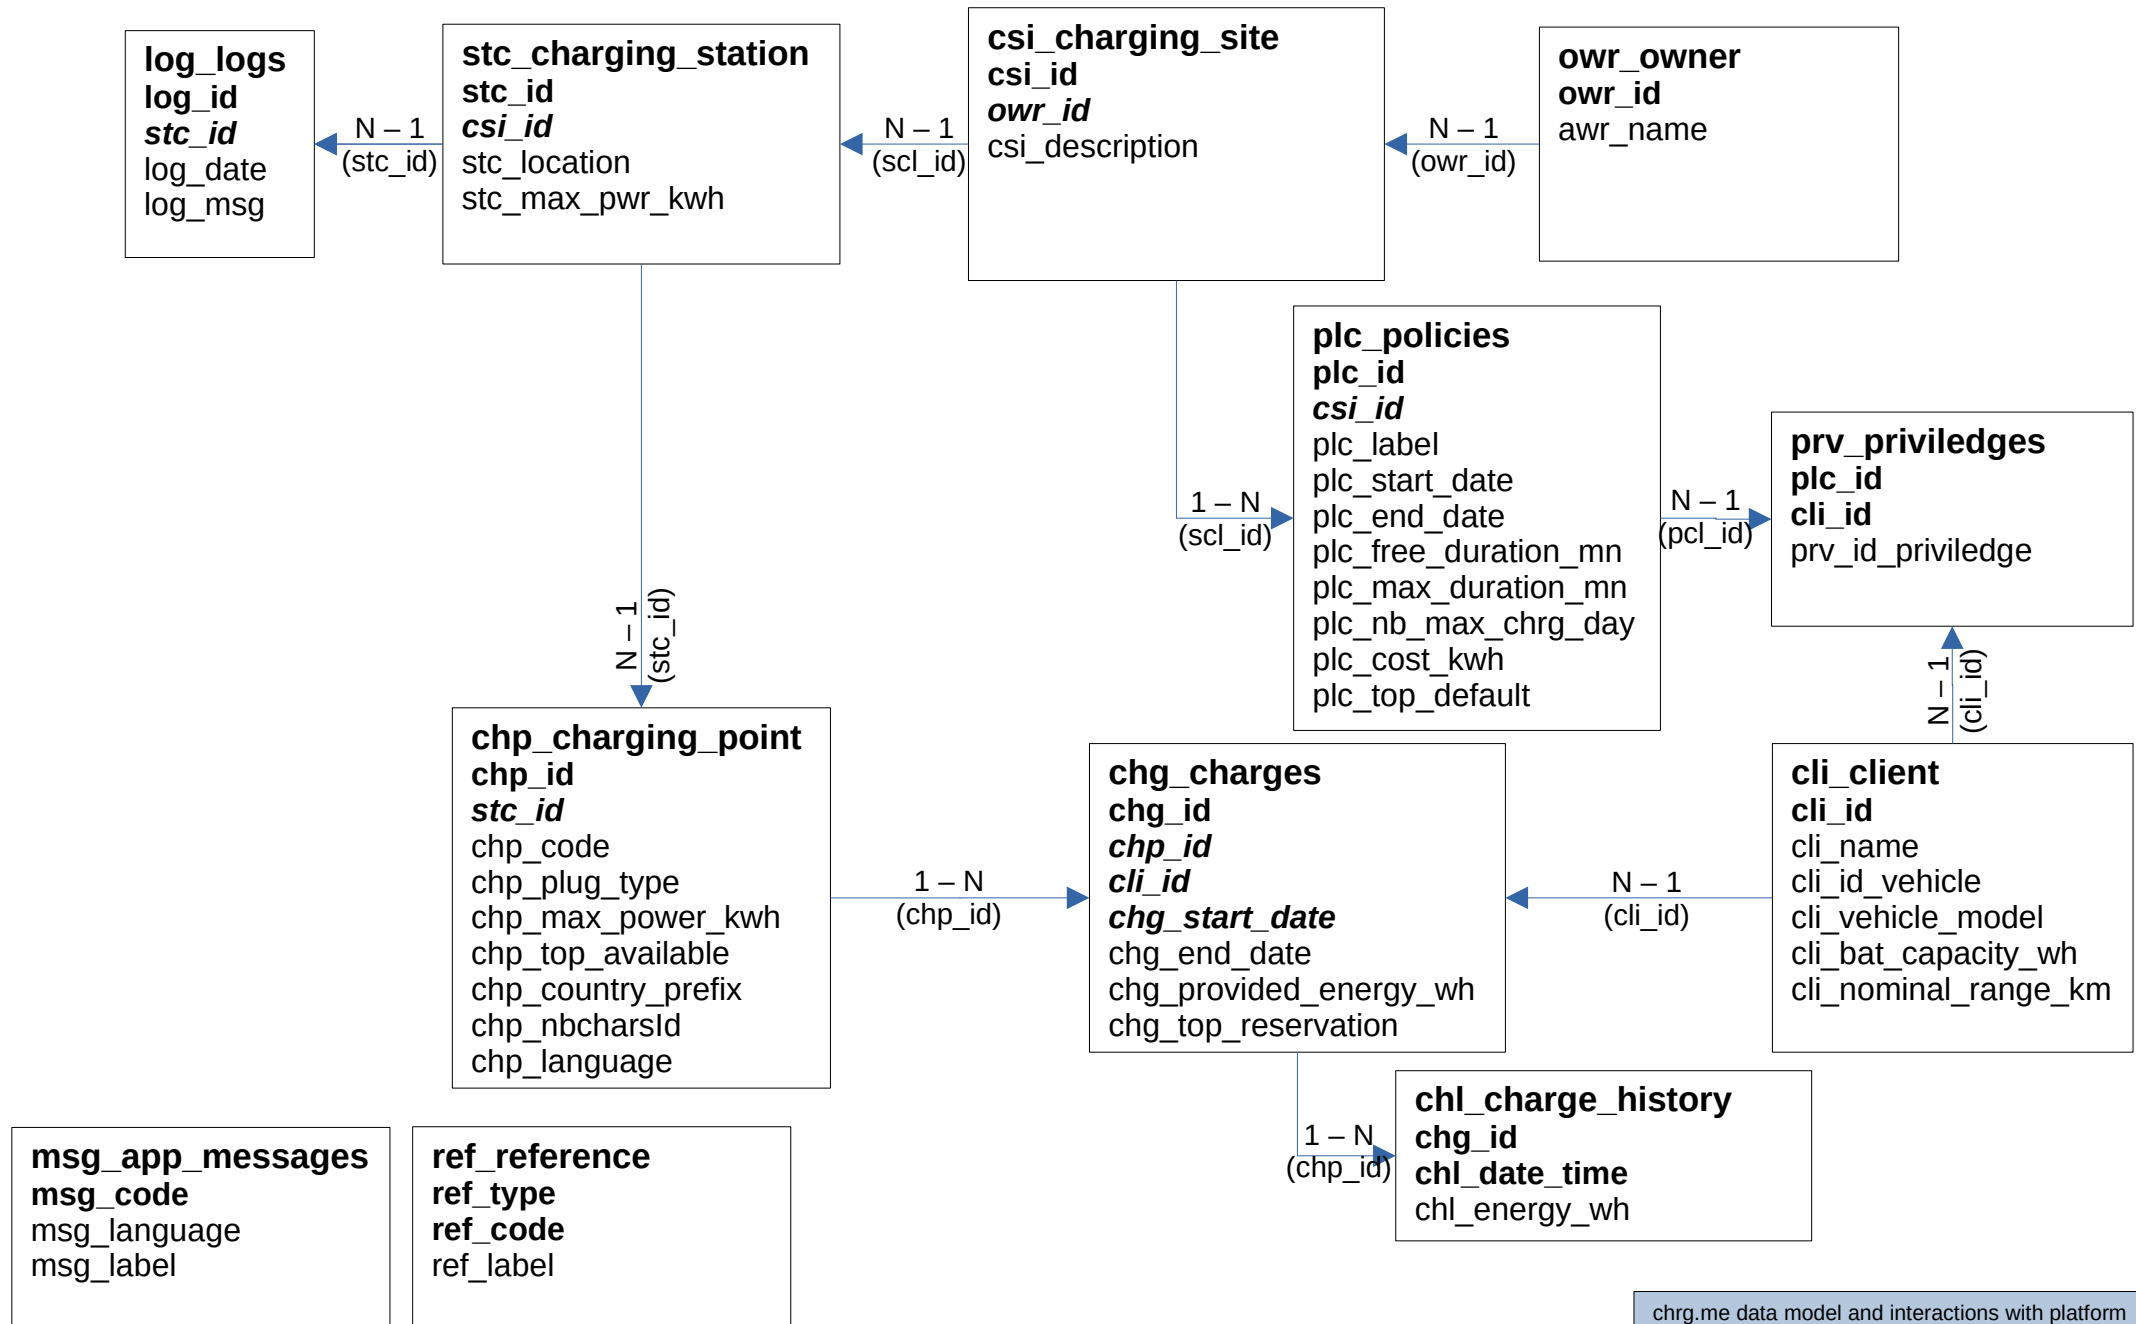 log_logs
log_id
stc_id
log_date
log_msg
N – 1
(stc_id)
stc_charging_station
stc_id
csi_id
stc_location
stc_max_pwr_kwh
N – 1
(scl_id)
csi_charging_site
csi_id
owr_id
csi_description
N – 1
(owr_id)
owr_owner
owr_id
awr_name
plc_policies
plc_id
csi_id
plc_label
plc_start_date
plc_end_date
plc_free_duration_mn
plc_max_duration_mn
plc_nb_max_chrg_day
plc_cost_kwh
plc_top_default
1 – N
(scl_id)
N – 1
(pcl_id)
prv_priviledges
plc_id
cli_id
prv_id_priviledge
N – 1
(stc_id)
N – 1
(cli_id)
chp_charging_point
chp_id
stc_id
chp_code
chp_plug_type
chp_max_power_kwh
chp_top_available
chp_country_prefix
chp_nbcharsId
chp_language
1 – N
(chp_id)
chg_charges
chg_id
chp_id
cli_id
chg_start_date
chg_end_date
chg_provided_energy_wh
chg_top_reservation
N – 1
(cli_id)
cli_client
cli_id
cli_name
cli_id_vehicle
cli_vehicle_model
cli_bat_capacity_wh
cli_nominal_range_km
1 – N
(chp_id)
chl_charge_history
chg_id
chl_date_time
chl_energy_wh
msg_app_messages
msg_code
msg_language
msg_label
ref_reference
ref_type
ref_code
ref_label
chrg.me data model and interactions with platform